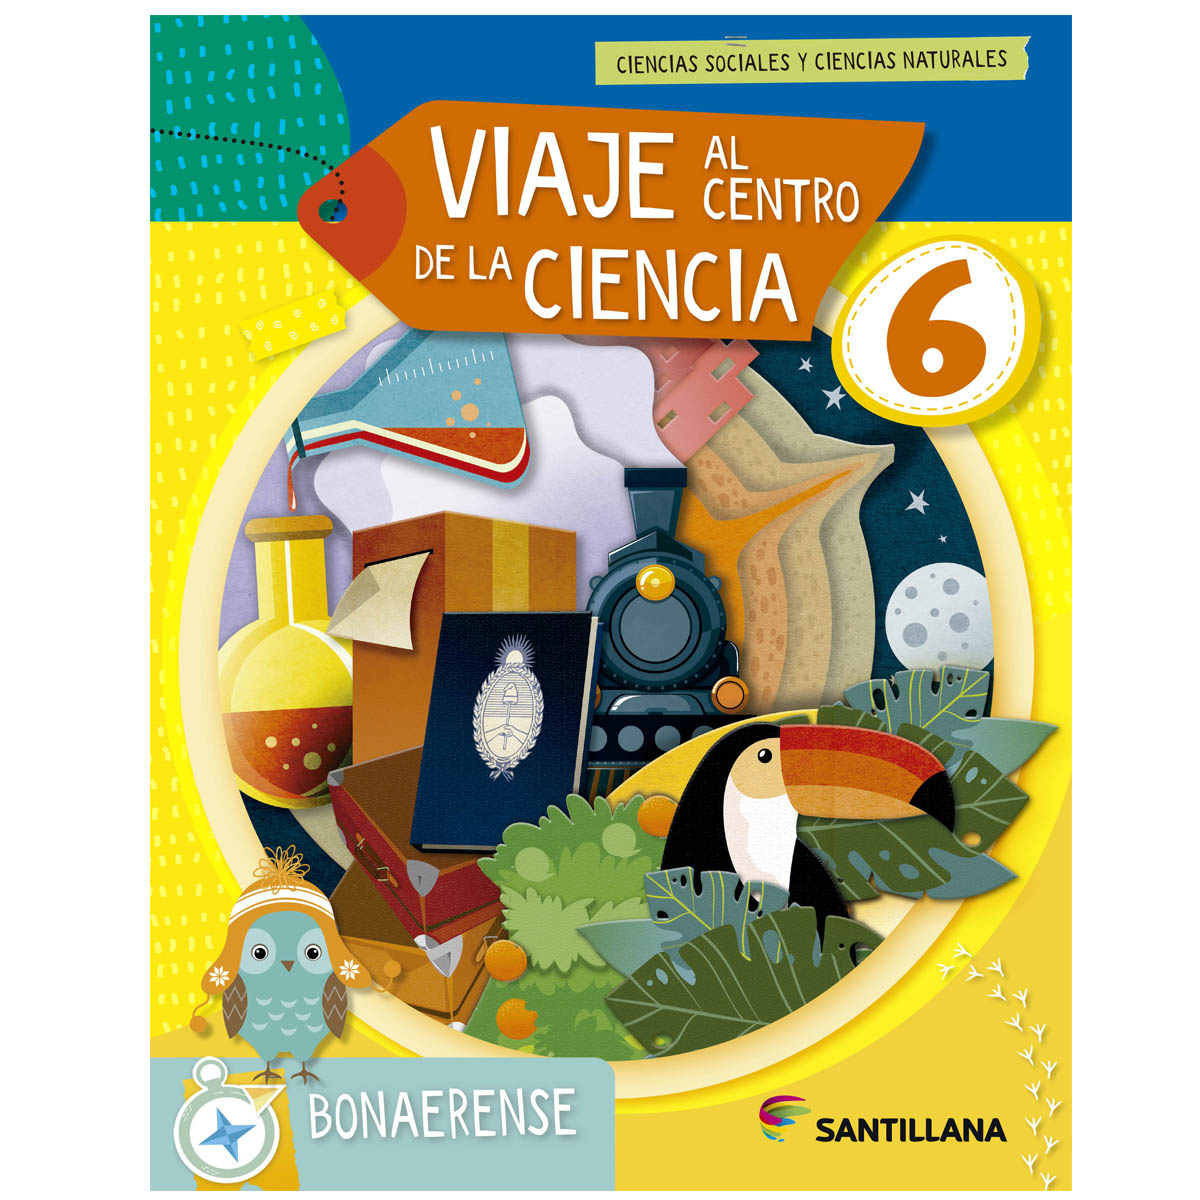 CIENCIAS SOCIALES Y CIENCIAS NATURALES
VIAJE AL
CENTRO
DE LA CIENCIA
6
BONAERENSE
SANTILLANA